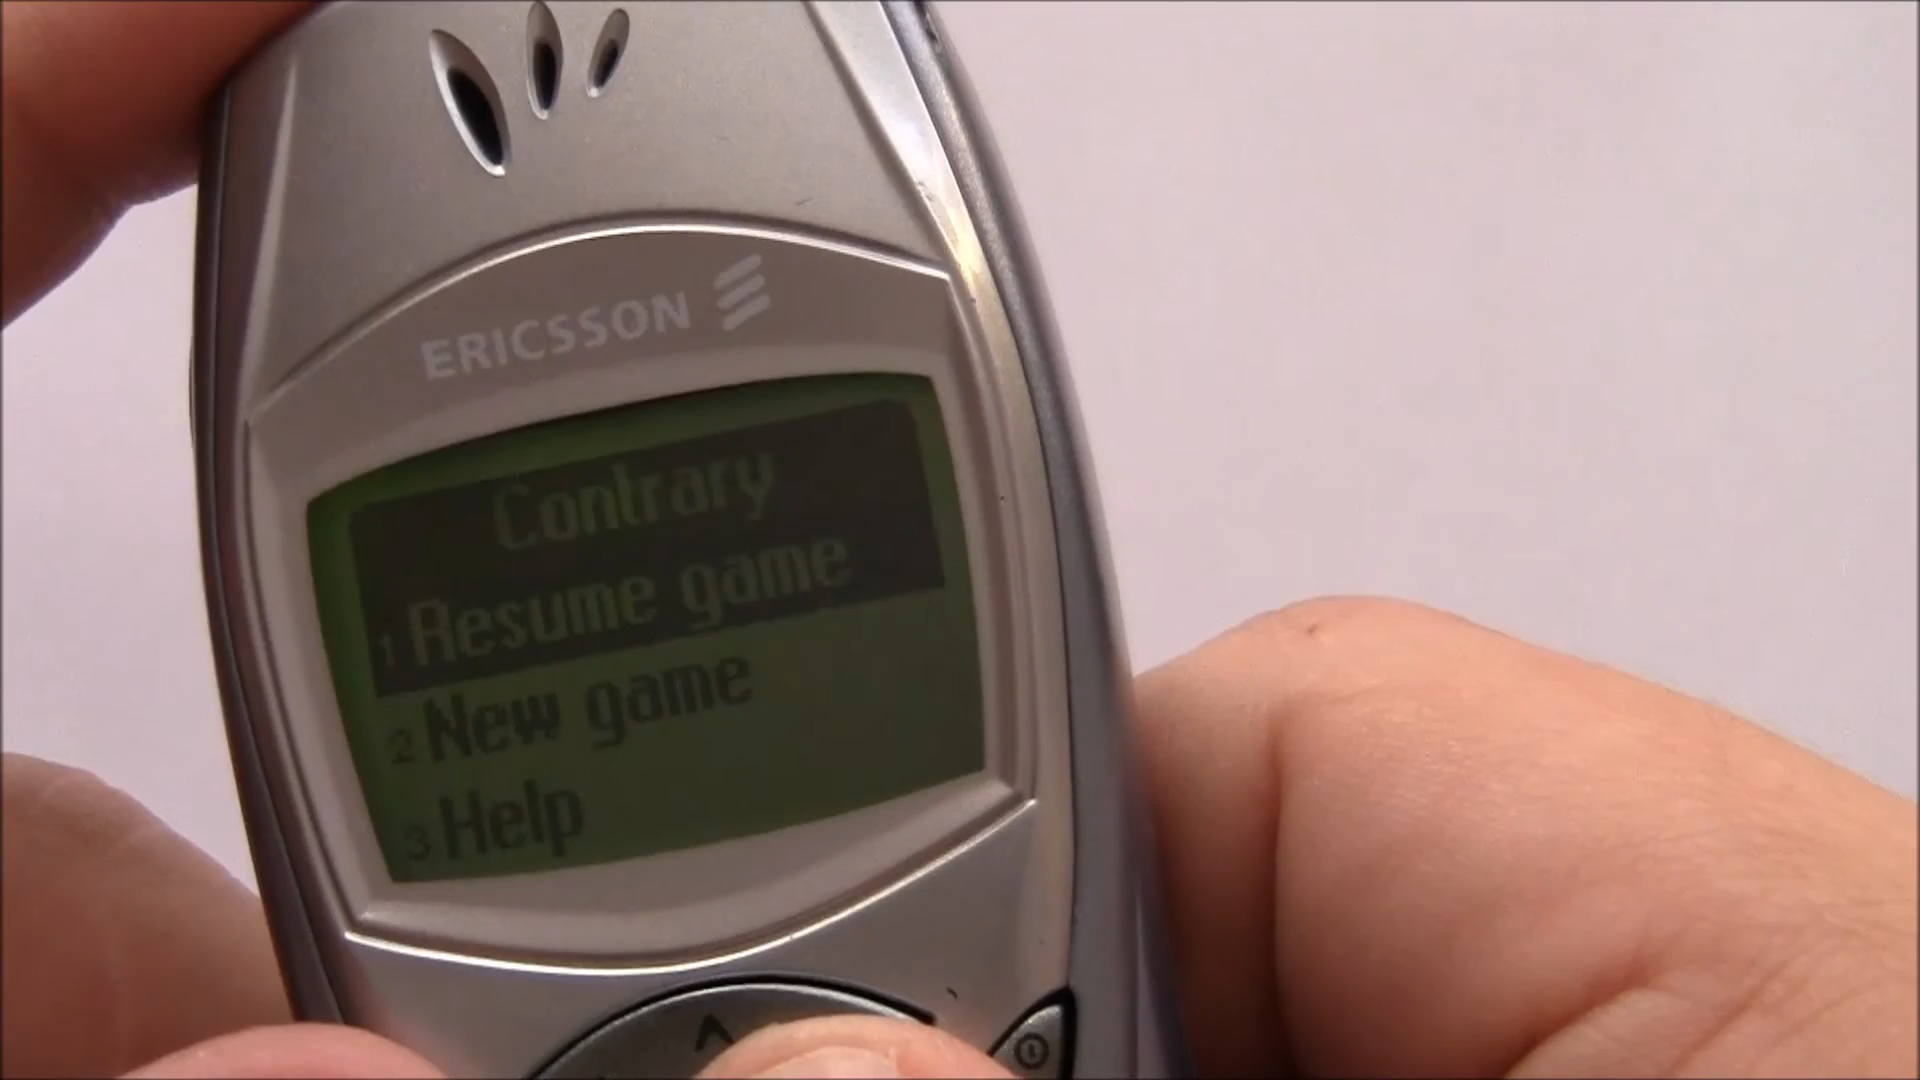 ERICSSON
Contrary
1 Resume game
2 New game
3 Help